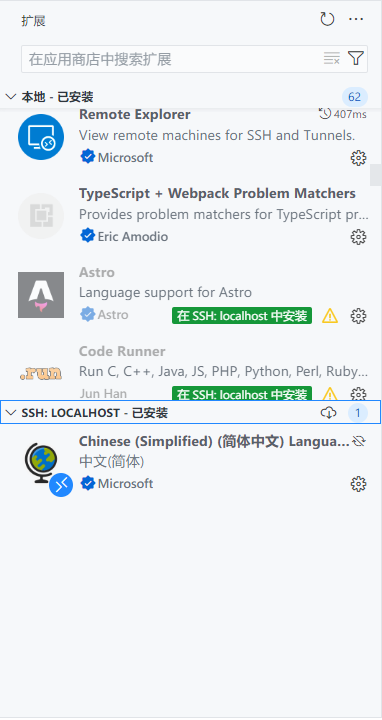 扩展
在应用商店中搜索扩展
本地 - 已安装
62
Remote Explorer
407ms
View remote machines for SSH and Tunnels.
Microsoft
TypeScript + Webpack Problem Matchers
Provides problem matchers for TypeScript pr...
Eric Amodio
Astro
Language support for Astro
Astro
在 SSH: localhost 中安装
Code Runner
.run
Run C, C++, Java, JS, PHP, Python, Perl, Ruby...
Jun Han
在 SSH: localhost 中安装
SSH: LOCALHOST - 已安装
1
Chinese (Simplified) (简体中文) Langua...
中文(简体)
Microsoft